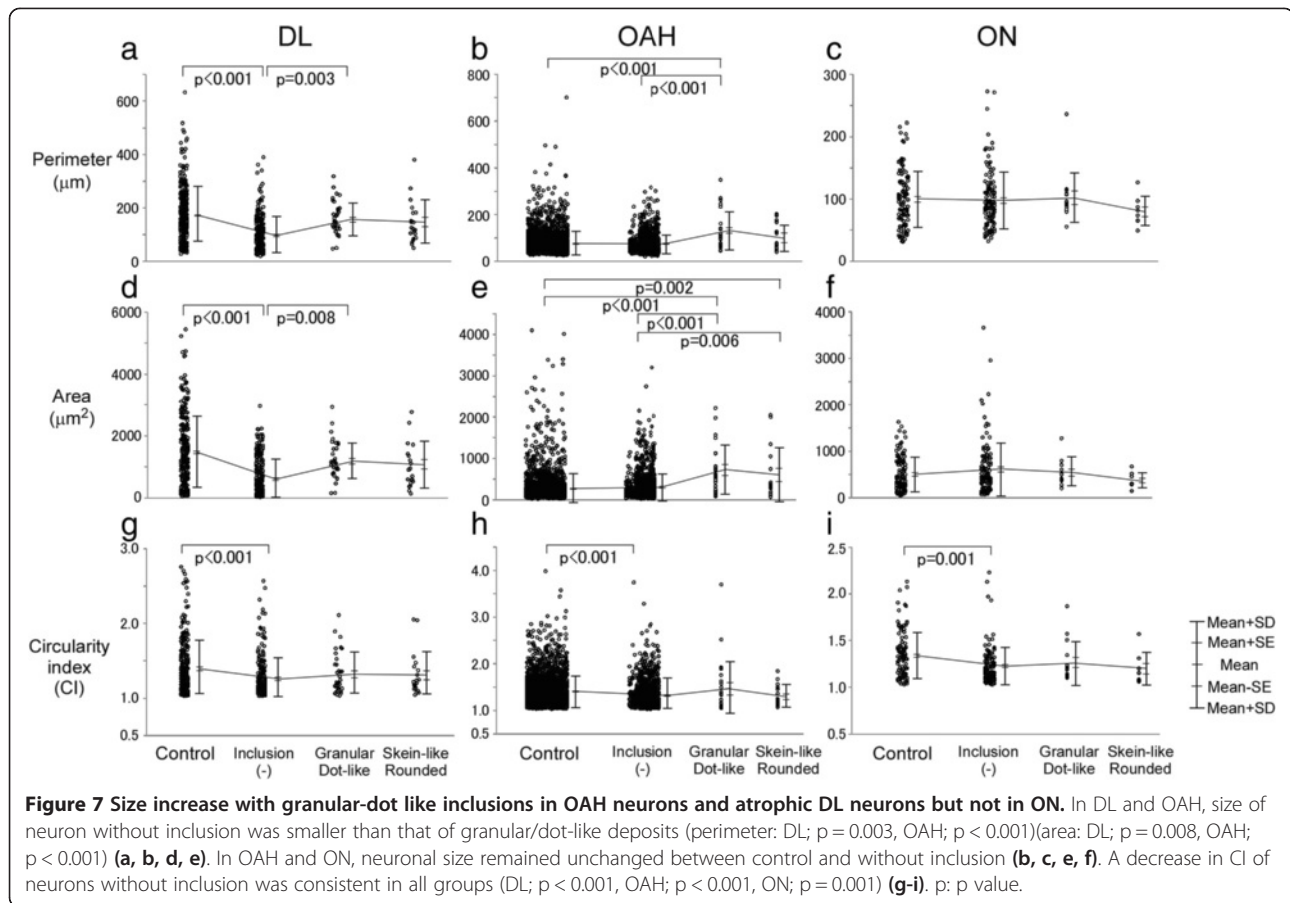 DL OAH ON
a b c
p<0.001 p=0.003
p<0.001
p<0.001
Perimeter
(μm)
600
400
200
0
800
600
400
200
0
300
200
100
0
d e f
p<0.001 p=0.008
p=0.002
p<0.001
p<0.001
p=0.006
Area
(μm²)
6000
4000
2000
0
4000
3000
2000
1000
0
4000
3000
2000
1000
500
0
g h i
p<0.001
p<0.001
p=0.001
Circularity
index
(CI)
3.0
2.0
1.0
0.5
4.0
3.0
2.0
1.0
0.5
2.5
2.0
1.5
1.0
0.5
Mean+SD
Mean+SE
Mean
Mean-SE
Mean+SD
Control Inclusion (-) Granular Dot-like Skein-like Rounded
Control Inclusion (-) Granular Dot-like Skein-like Rounded
Control Inclusion (-) Granular Dot-like Skein-like Rounded
Figure 7 Size increase with granular-dot like inclusions in OAH neurons and atrophic DL neurons but not in ON. In DL and OAH, size of
neuron without inclusion was smaller than that of granular/dot-like deposits (perimeter: DL; p = 0.003, OAH; p < 0.001)(area: DL; p = 0.008, OAH;
p < 0.001) (a, b, d, e). In OAH and ON, neuronal size remained unchanged between control and without inclusion (b, c, e, f). A decrease in CI of
neurons without inclusion was consistent in all groups (DL; p < 0.001, OAH; p < 0.001, ON; p = 0.001) (g-i). p: p value.